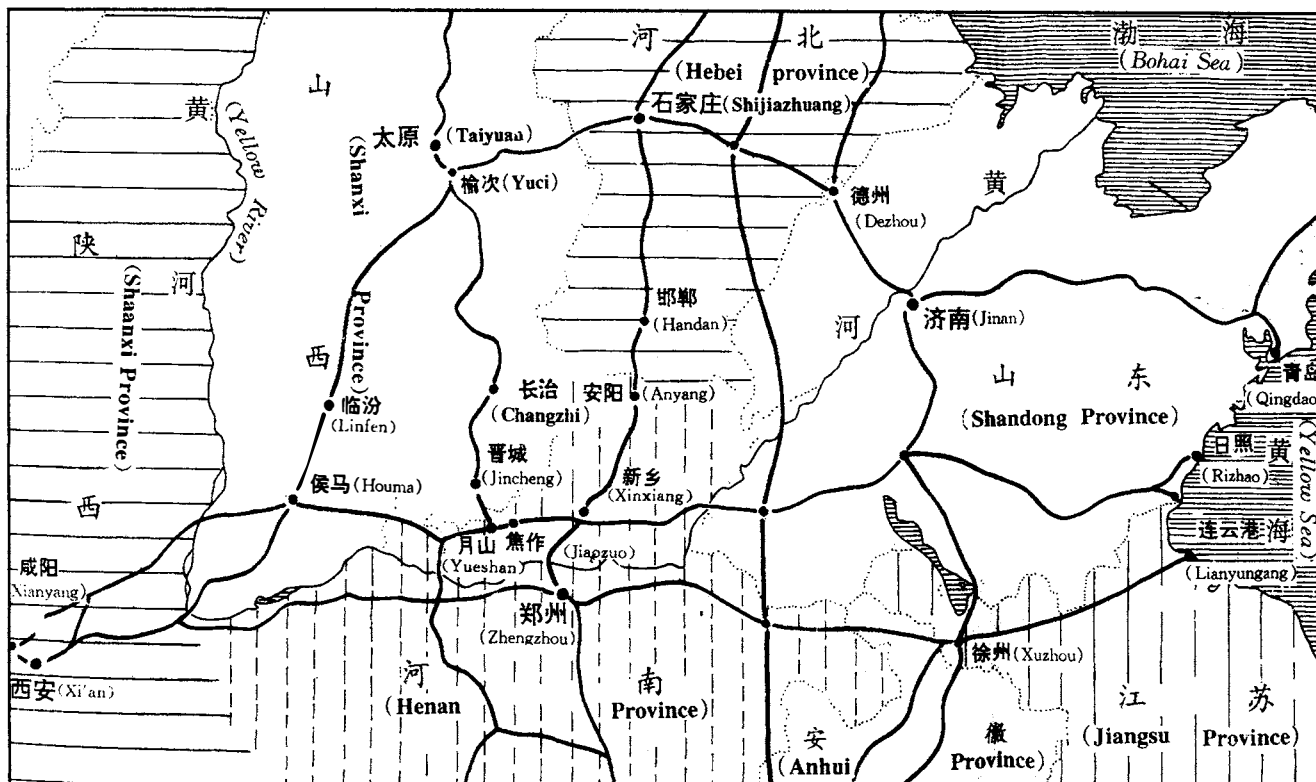 河 北
(Hebei province)
渤 海
(Bohai Sea)
山
黄
(Yellow River)
河
石家庄(Shijiazhuang)
太原 (Taiyuan)
榆次(Yuci)
(Shanxi Province)
西
陕
西
(Shaanxi Province)
德州
(Dezhou)
黄
河
邯郸
(Handan)
济南(Jinan)
长治
(Changzhi)
安阳 (Anyang)
山 东
(Shandong Province)
青岛
(Qingdao
临汾
(Linfen)
晋城
(Jincheng)
新乡
(Xinxiang)
侯马(Houma)
日照
(Rizhao)
黄
海
(Yellow Sea)
连云港
(Lianyungang)
月山 焦作
(Yueshan)
(Jiaozuo)
咸阳
Xianyang)
郑州
(Zhengzhou)
徐州(Xuzhou)
西安(Xi'an)
河 南
(Henan Province)
安 徽
(Anhui Province)
江 苏
(Jiangsu Province)